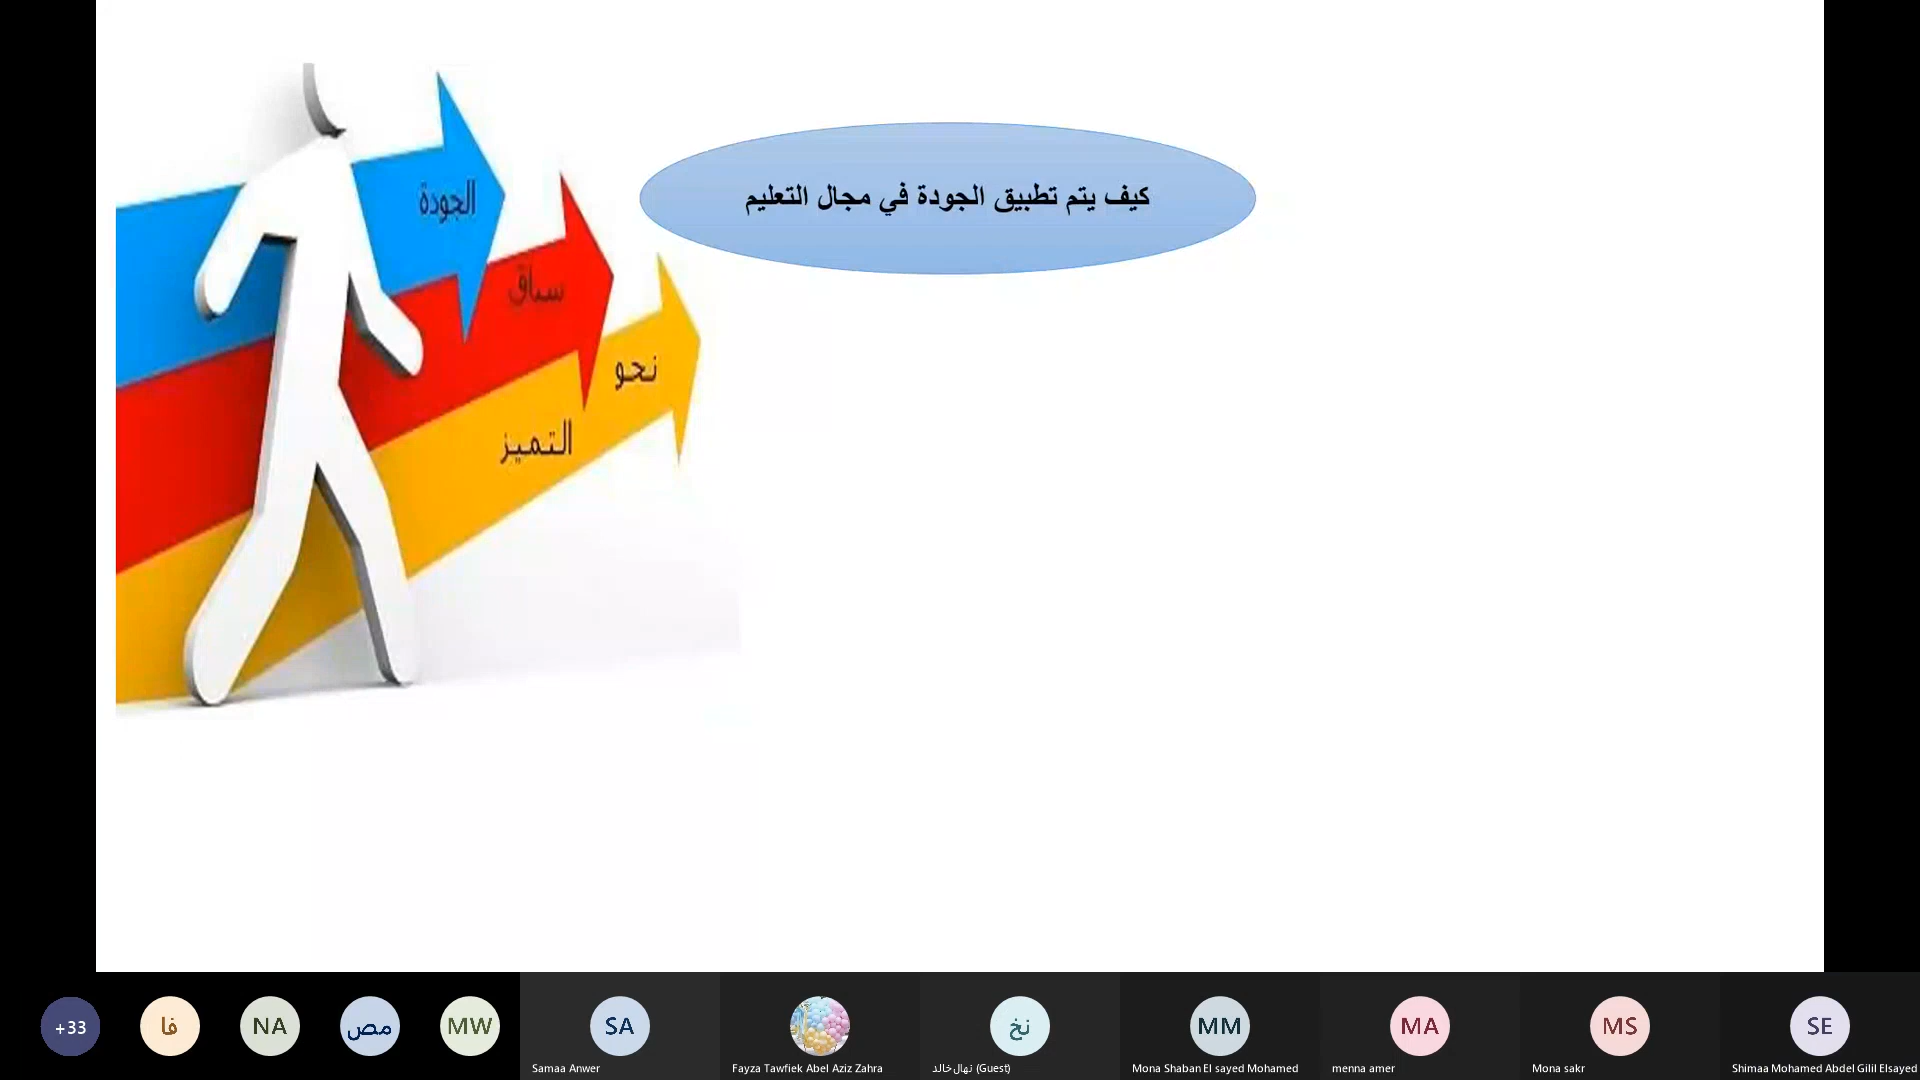 كيف يتم تطبيق الجودة في مجال التعليم
الجودة
سباق
نحو
التميز
+33
فا
NA
مص
MW
SA
نخ
MM
MA
MS
SE
Samaa Anwer
Fayza Tawfiek Abel Aziz Zahra
نهال خالد (Guest)
Mona Shaban El sayed Mohamed
menna amer
Mona sakr
Shimaa Mohamed Abdel Gilil Elsayed